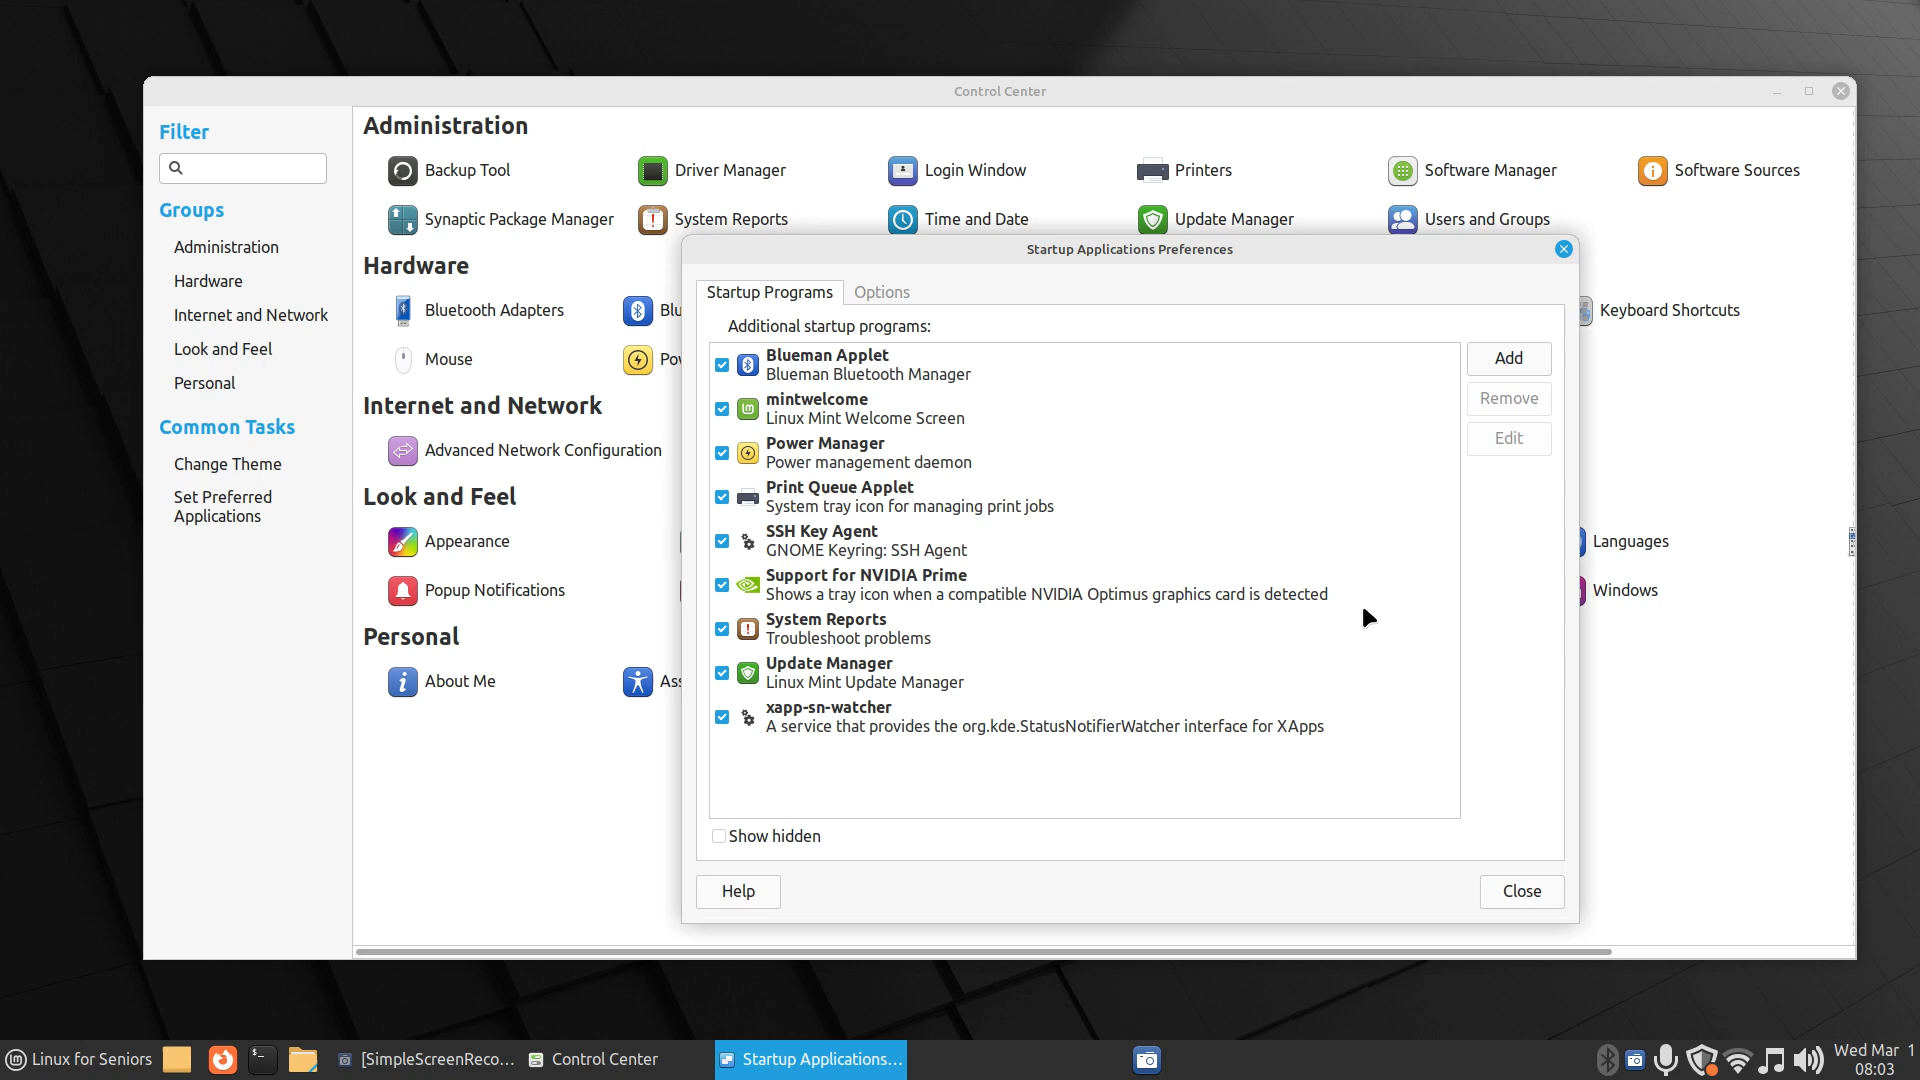 Control Center
Filter
Groups
Administration
Hardware
Internet and Network
Look and Feel
Personal
Common Tasks
Change Theme
Set Preferred
Applications
Administration
Backup Tool
Driver Manager
Login Window
Printers
Software Manager
Software Sources
Synaptic Package Manager
System Reports
Time and Date
Update Manager
Users and Groups
Hardware
Bluetooth Adapters
Blu
Keyboard Shortcuts
Mouse
Pow
Internet and Network
Advanced Network Configuration
Look and Feel
Appearance
Languages
Popup Notifications
Windows
Personal
About Me
Ass
Startup Applications Preferences
Startup Programs
Options
Additional startup programs:
Blueman Applet
Blueman Bluetooth Manager
mintwelcome
Linux Mint Welcome Screen
Power Manager
Power management daemon
Print Queue Applet
System tray icon for managing print jobs
SSH Key Agent
GNOME Keyring: SSH Agent
Support for NVIDIA Prime
Shows a tray icon when a compatible NVIDIA Optimus graphics card is detected
System Reports
Troubleshoot problems
Update Manager
Linux Mint Update Manager
xapp-sn-watcher
A service that provides the org.kde.StatusNotifierWatcher interface for XApps
Add
Remove
Edit
Show hidden
Help
Close
Linux for Seniors
[SimpleScreenReco...
Control Center
Startup Applications...
Wed Mar 1
08:03